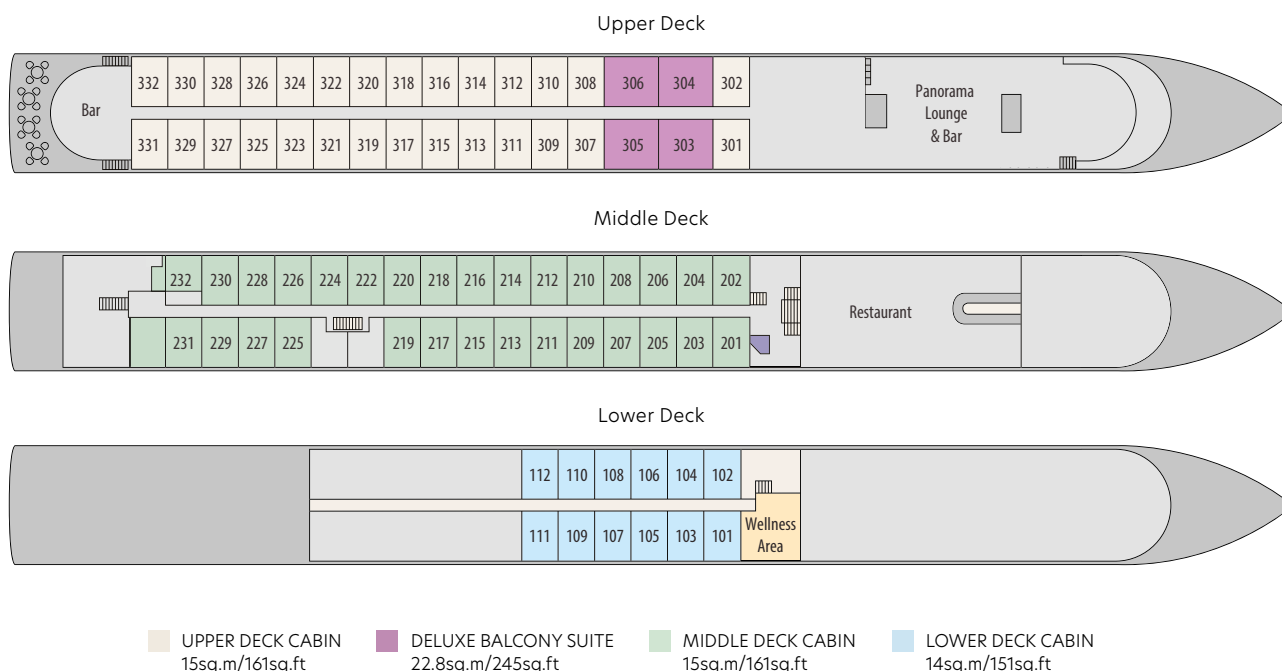 Upper Deck
332 330 328 326 324 322 320 318 316 314 312 310 308 306 304 302
Bar
Panorama
Lounge
& Bar
331 329 327 325 323 321 319 317 315 313 311 309 307 305 303 301
Middle Deck
232 230 228 226 224 222 220 218 216 214 212 210 208 206 204 202
Restaurant
231 229 227 225 219 217 215 213 211 209 207 205 203 201
Lower Deck
112 110 108 106 104 102
111 109 107 105 103 101
Wellness
Area
UPPER DECK CABIN
15sq.m/161sq.ft
DELUXE BALCONY SUITE
22.8sq.m/245sq.ft
MIDDLE DECK CABIN
15sq.m/161sq.ft
LOWER DECK CABIN
14sq.m/151sq.ft